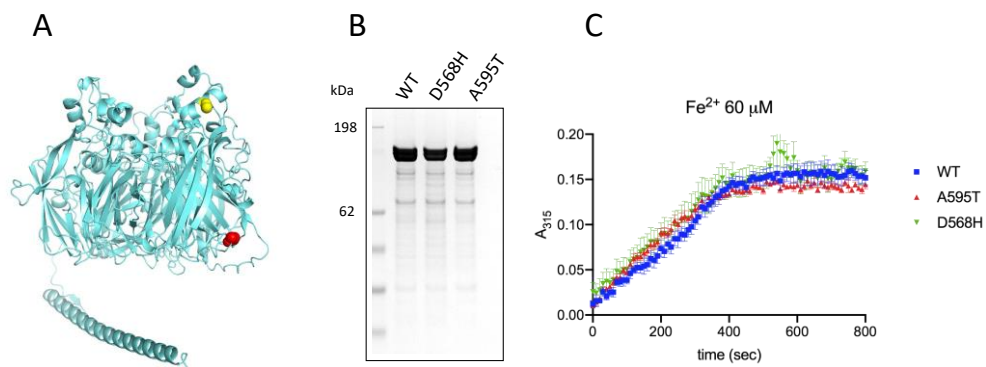 A
B
C
kDa
WT
D568H
A595T
198
62
Fe²⁺ 60 μM
0.20
0.15
0.10
0.05
0.00
A₃₁₅
0
200
400
600
800
time (sec)
WT
A595T
D568H